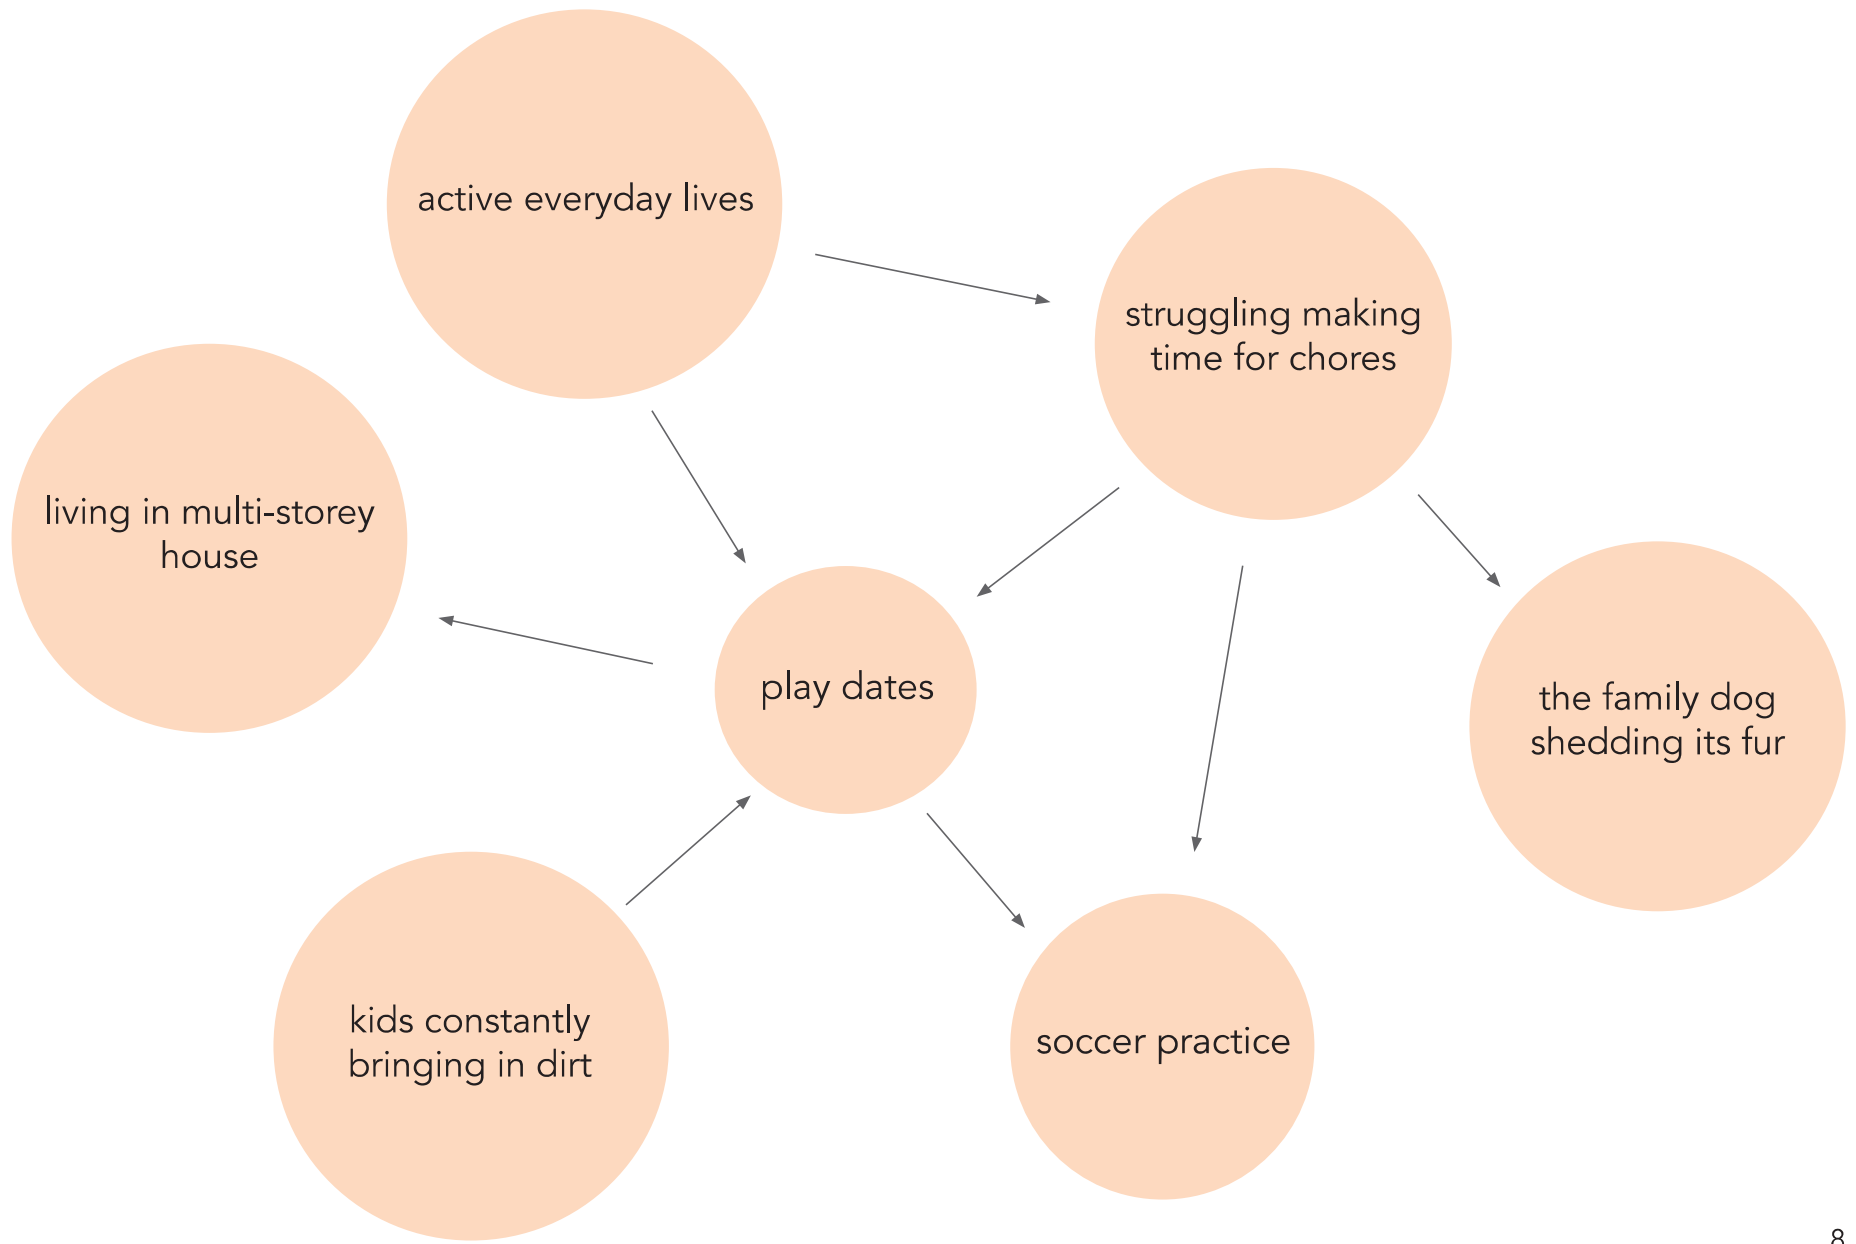 active everyday lives
struggling making
time for chores
living in multi-storey
house
play dates
the family dog
shedding its fur
kids constantly
bringing in dirt
soccer practice
8